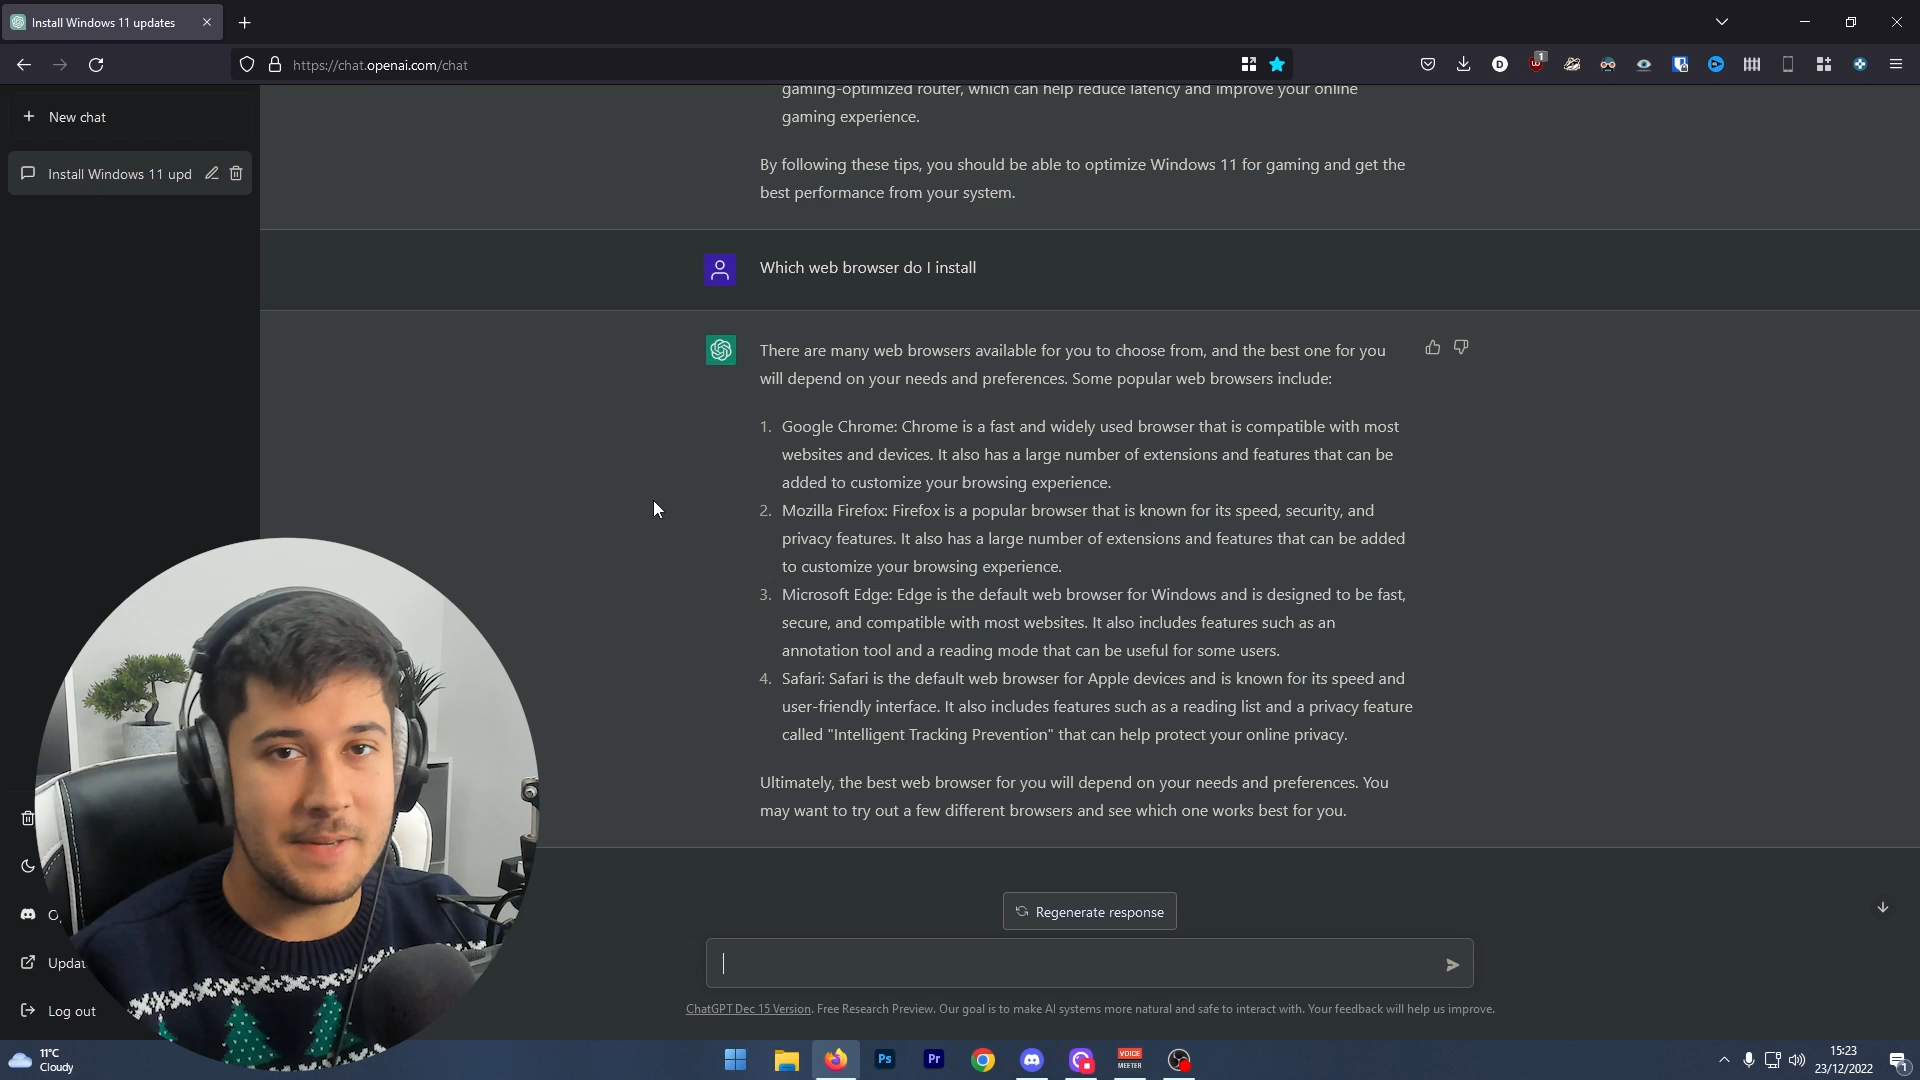 Install Windows 11 updates
https://chat.openai.com/chat
1
New chat
Install Windows 11 upd
gaming-optimized router, which can help reduce latency and improve your online
gaming experience.
By following these tips, you should be able to optimize Windows 11 for gaming and get the
best performance from your system.
Which web browser do I install
There are many web browsers available for you to choose from, and the best one for you
will depend on your needs and preferences. Some popular web browsers include:
1. Google Chrome: Chrome is a fast and widely used browser that is compatible with most
websites and devices. It also has a large number of extensions and features that can be
added to customize your browsing experience.
2. Mozilla Firefox: Firefox is a popular browser that is known for its speed, security, and
privacy features. It also has a large number of extensions and features that can be added
to customize your browsing experience.
3. Microsoft Edge: Edge is the default web browser for Windows and is designed to be fast,
secure, and compatible with most websites. It also includes features such as an
annotation tool and a reading mode that can be useful for some users.
4. Safari: Safari is the default web browser for Apple devices and is known for its speed and
user-friendly interface. It also includes features such as a reading list and a privacy feature
called "Intelligent Tracking Prevention" that can help protect your online privacy.
Ultimately, the best web browser for you will depend on your needs and preferences. You
may want to try out a few different browsers and see which one works best for you.
Regenerate response
Updat
Log out
ChatGPT Dec 15 Version. Free Research Preview. Our goal is to make AI systems more natural and safe to interact with. Your feedback will help us improve.
11°C
Cloudy
Ps
Pr
VOICE
MEETER
15:23
23/12/2022
1